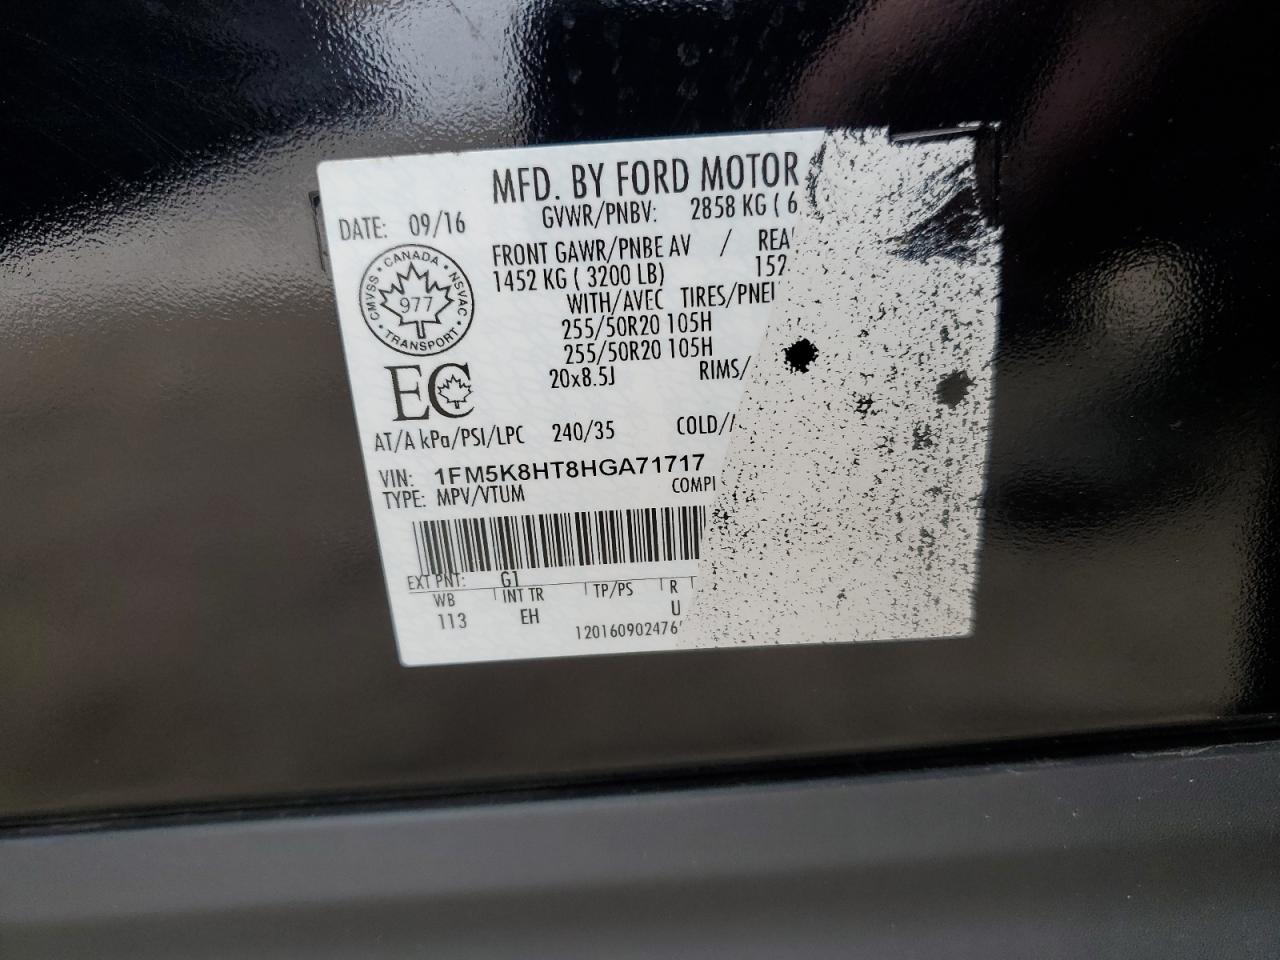 MFD. BY FORD MOTOR
DATE: 09/16
GVWR/PNBV: 2858 KG ( 6
FRONT GAWR/PNBE AV / REA
1452 KG ( 3200 LB) 152
WITH/AVEC TIRES/PNEI
255/50R20 105H
255/50R20 105H
20x8.5J RIMS/
CMVSS · CANADA · NSVAC · TRANSPORT
977
EC
AT/A kPa/PSI/LPC 240/35 COLD/
VIN: 1FM5K8HT8HGA71717
TYPE: MPV/VTUM COMPI
EXT PNT: G1
WB INT TR TP/PS R
113 EH U
120160902476